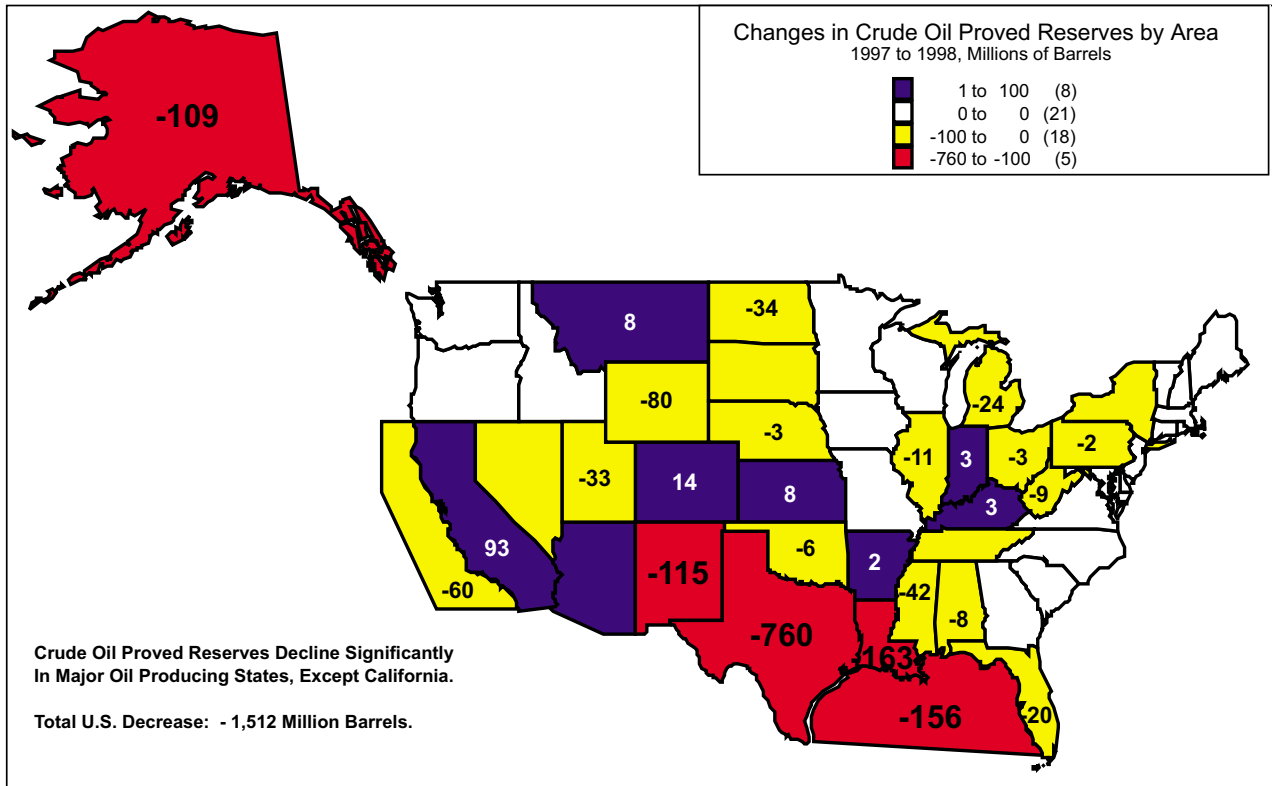 Changes in Crude Oil Proved Reserves by Area
1997 to 1998, Millions of Barrels
1 to 100 (8)
0 to 0 (21)
-100 to 0 (18)
-760 to -100 (5)
-109
8
-34
-80
-3
-24
-11
3
-3
-2
-9
3
-33
14
8
93
-60
-115
-6
2
-42
-8
-760
-163
-156
-20
Crude Oil Proved Reserves Decline Significantly
In Major Oil Producing States, Except California.
Total U.S. Decrease: - 1,512 Million Barrels.